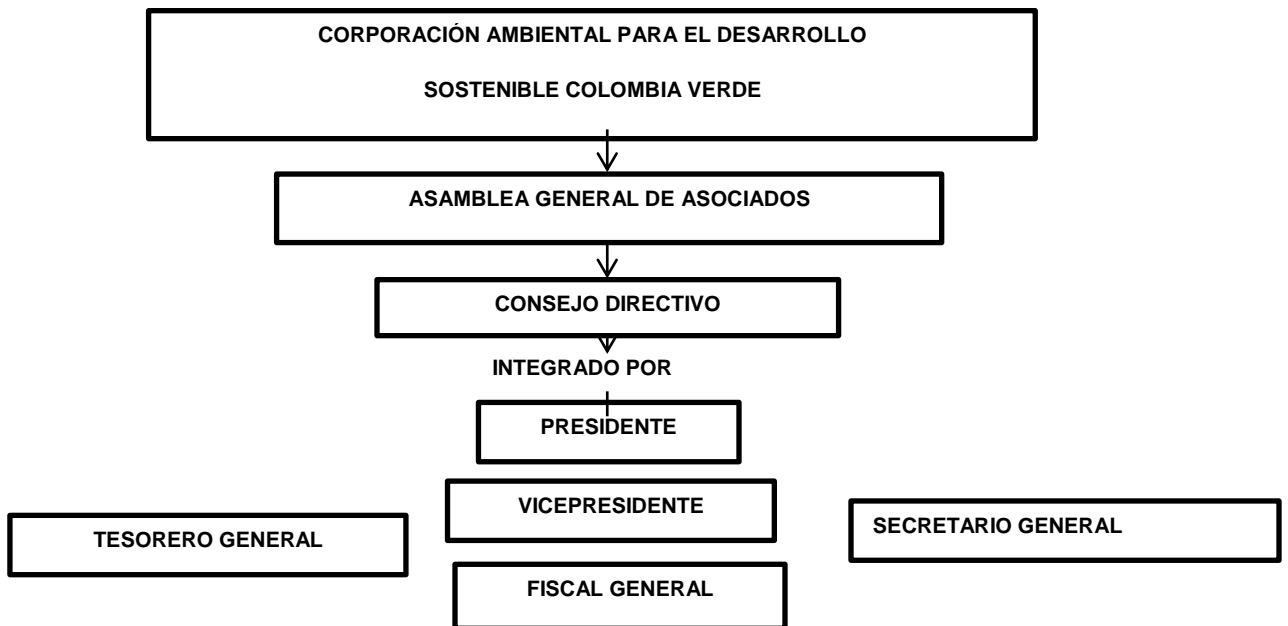 CORPORACIÓN AMBIENTAL PARA EL DESARROLLO
SOSTENIBLE COLOMBIA VERDE
ASAMBLEA GENERAL DE ASOCIADOS
CONSEJO DIRECTIVO
INTEGRADO POR
PRESIDENTE
VICEPRESIDENTE
TESORERO GENERAL
SECRETARIO GENERAL
FISCAL GENERAL